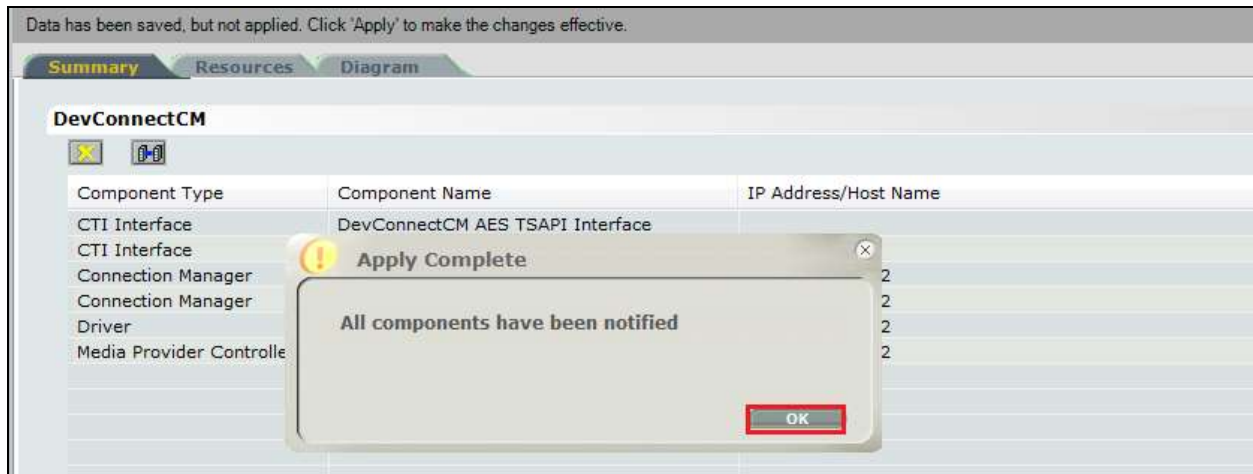 Data has been saved, but not applied. Click 'Apply' to make the changes effective.
Summary Resources Diagram
DevConnectCM
Component Type Component Name IP Address/Host Name
CTI Interface DevConnectCM AES TSAPI Interface
CTI Interface
Connection Manager 2
Connection Manager 2
Driver 2
Media Provider Controlle 2
Apply Complete
All components have been notified
OK